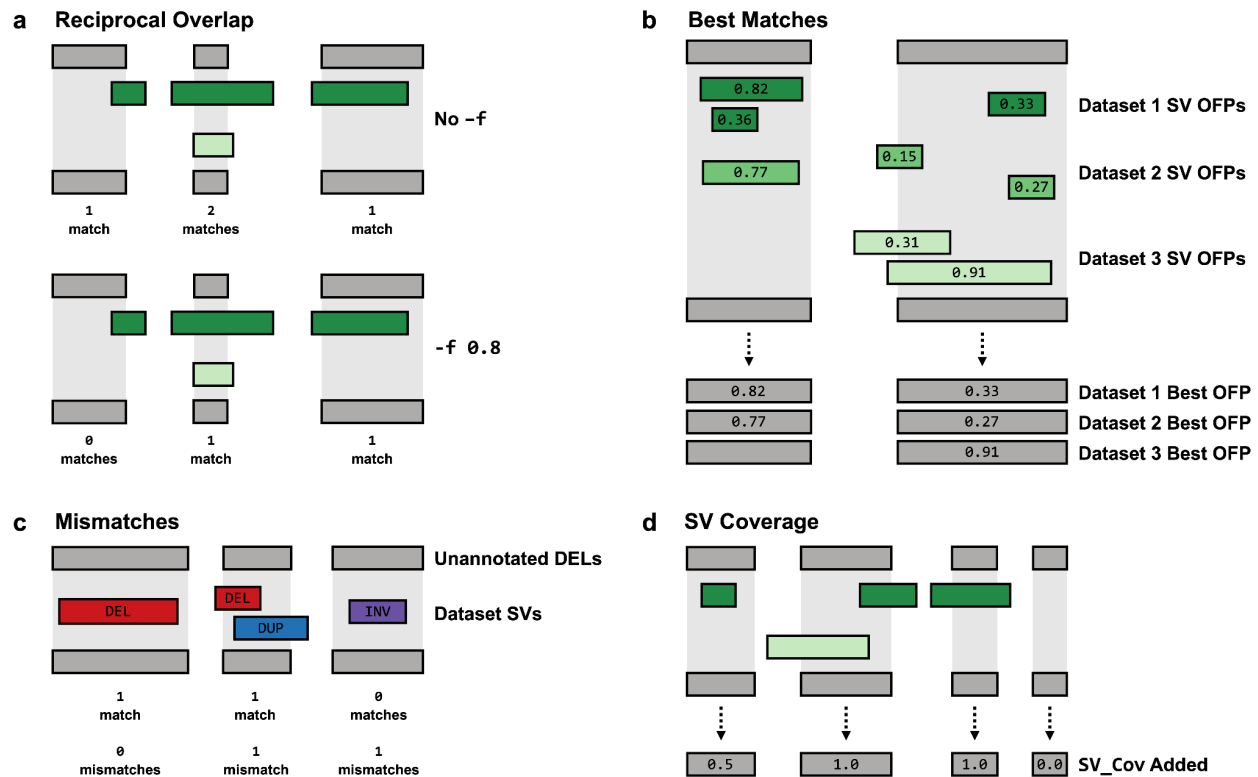 a Reciprocal Overlap
No -f
1 2 1
match matches match
-f 0.8
0 1 1
matches match match
b Best Matches
0.82
0.36
0.33
Dataset 1 SV OFPs
0.77
0.15
0.27
Dataset 2 SV OFPs
0.31
0.91
Dataset 3 SV OFPs
0.82 0.33 Dataset 1 Best OFP
0.77 0.27 Dataset 2 Best OFP
0.91 Dataset 3 Best OFP
c Mismatches
Unannotated DELs
DEL DEL DUP INV Dataset SVs
1 1 0
match match matches
0 1 1
mismatches mismatch mismatches
d SV Coverage
0.5 1.0 1.0 0.0 SV_Cov Added